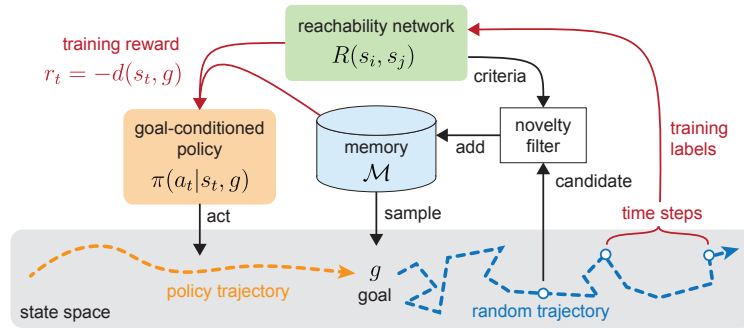 reachability network
R(s_i, s_j)
training reward
r_t = −d(s_t, g)
criteria
goal-conditioned
policy
π(a_t|s_t, g)
memory
M
add
novelty
filter
training
labels
candidate
act
sample
time steps
g
goal
policy trajectory
random trajectory
state space